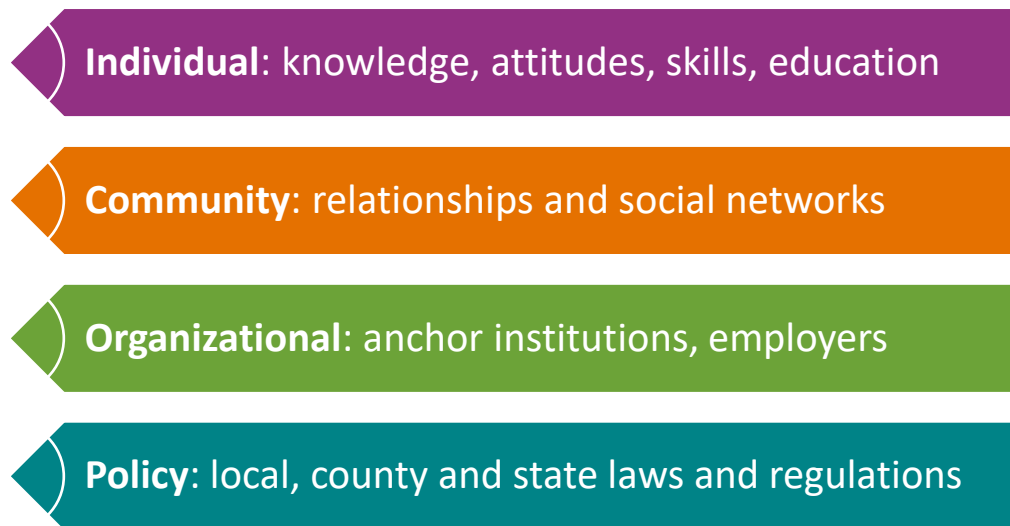 Individual: knowledge, attitudes, skills, education
Community: relationships and social networks
Organizational: anchor institutions, employers
Policy: local, county and state laws and regulations